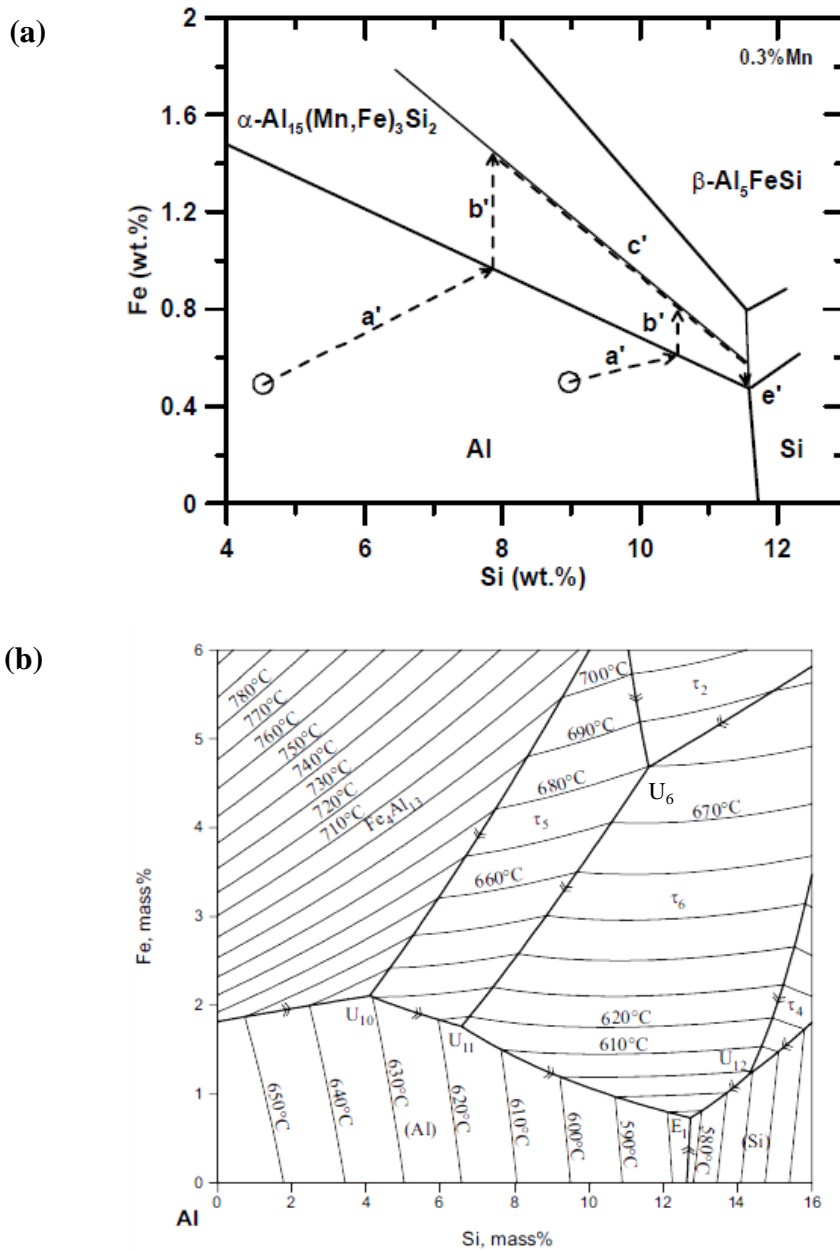 (a)
2
1.6
1.2
0.8
0.4
0
Fe (wt.%)
0.3%Mn
α-Al₁₅(Mn,Fe)₃Si₂
β-Al₅FeSi
b'
c'
a'
b'
a'
e'
Al
Si
4
6
8
10
12
Si (wt.%)
(b)
6
5
4
3
2
1
0
Fe, mass%
780°C
770°C
760°C
750°C
740°C
730°C
720°C
710°C
Fe₄Al₁₃
700°C
τ₂
690°C
680°C
U₆
670°C
τ₅
660°C
τ₆
U₁₀
U₁₁
620°C
610°C
τ₄
U₁₂
650°C
640°C
630°C
(Al)
620°C
610°C
600°C
590°C
E₁
580°C
(Si)
0
2
4
6
8
10
12
14
16
Al
Si, mass%